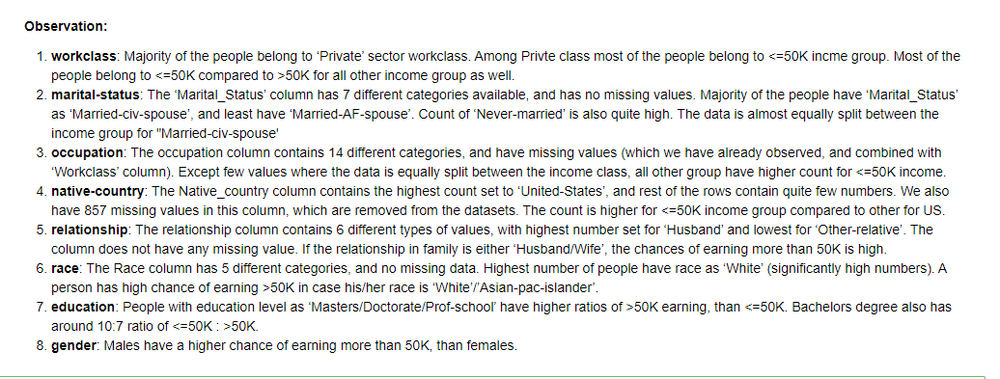 Observation:
1. workclass: Majority of the people belong to 'Private' sector workclass. Among Privte class most of the people belong to <=50K incme group. Most of the
people belong to <=50K compared to >50K for all other income group as well.
2. marital-status: The 'Marital_Status' column has 7 different categories available, and has no missing values. Majority of the people have 'Marital_Status'
as 'Married-civ-spouse', and least have 'Married-AF-spouse'. Count of 'Never-married' is also quite high. The data is almost equally split between the
income group for "Married-civ-spouse'
3. occupation: The occupation column contains 14 different categories, and have missing values (which we have already observed, and combined with
'Workclass' column). Except few values where the data is equally split between the income class, all other group have higher count for <=50K income.
4. native-country: The Native_country column contains the highest count set to 'United-States', and rest of the rows contain quite few numbers. We also
have 857 missing values in this column, which are removed from the datasets. The count is higher for <=50K income group compared to other for US.
5. relationship: The relationship column contains 6 different types of values, with highest number set for 'Husband' and lowest for 'Other-relative'. The
column does not have any missing value. If the relationship in family is either 'Husband/Wife', the chances of earning more than 50K is high.
6. race: The Race column has 5 different categories, and no missing data. Highest number of people have race as 'White' (significantly high numbers). A
person has high chance of earning >50K in case his/her race is 'White'/'Asian-pac-islander'.
7. education: People with education level as 'Masters/Doctorate/Prof-school' have higher ratios of >50K earning, than <=50K. Bachelors degree also has
around 10:7 ratio of <=50K : >50K.
8. gender: Males have a higher chance of earning more than 50K, than females.